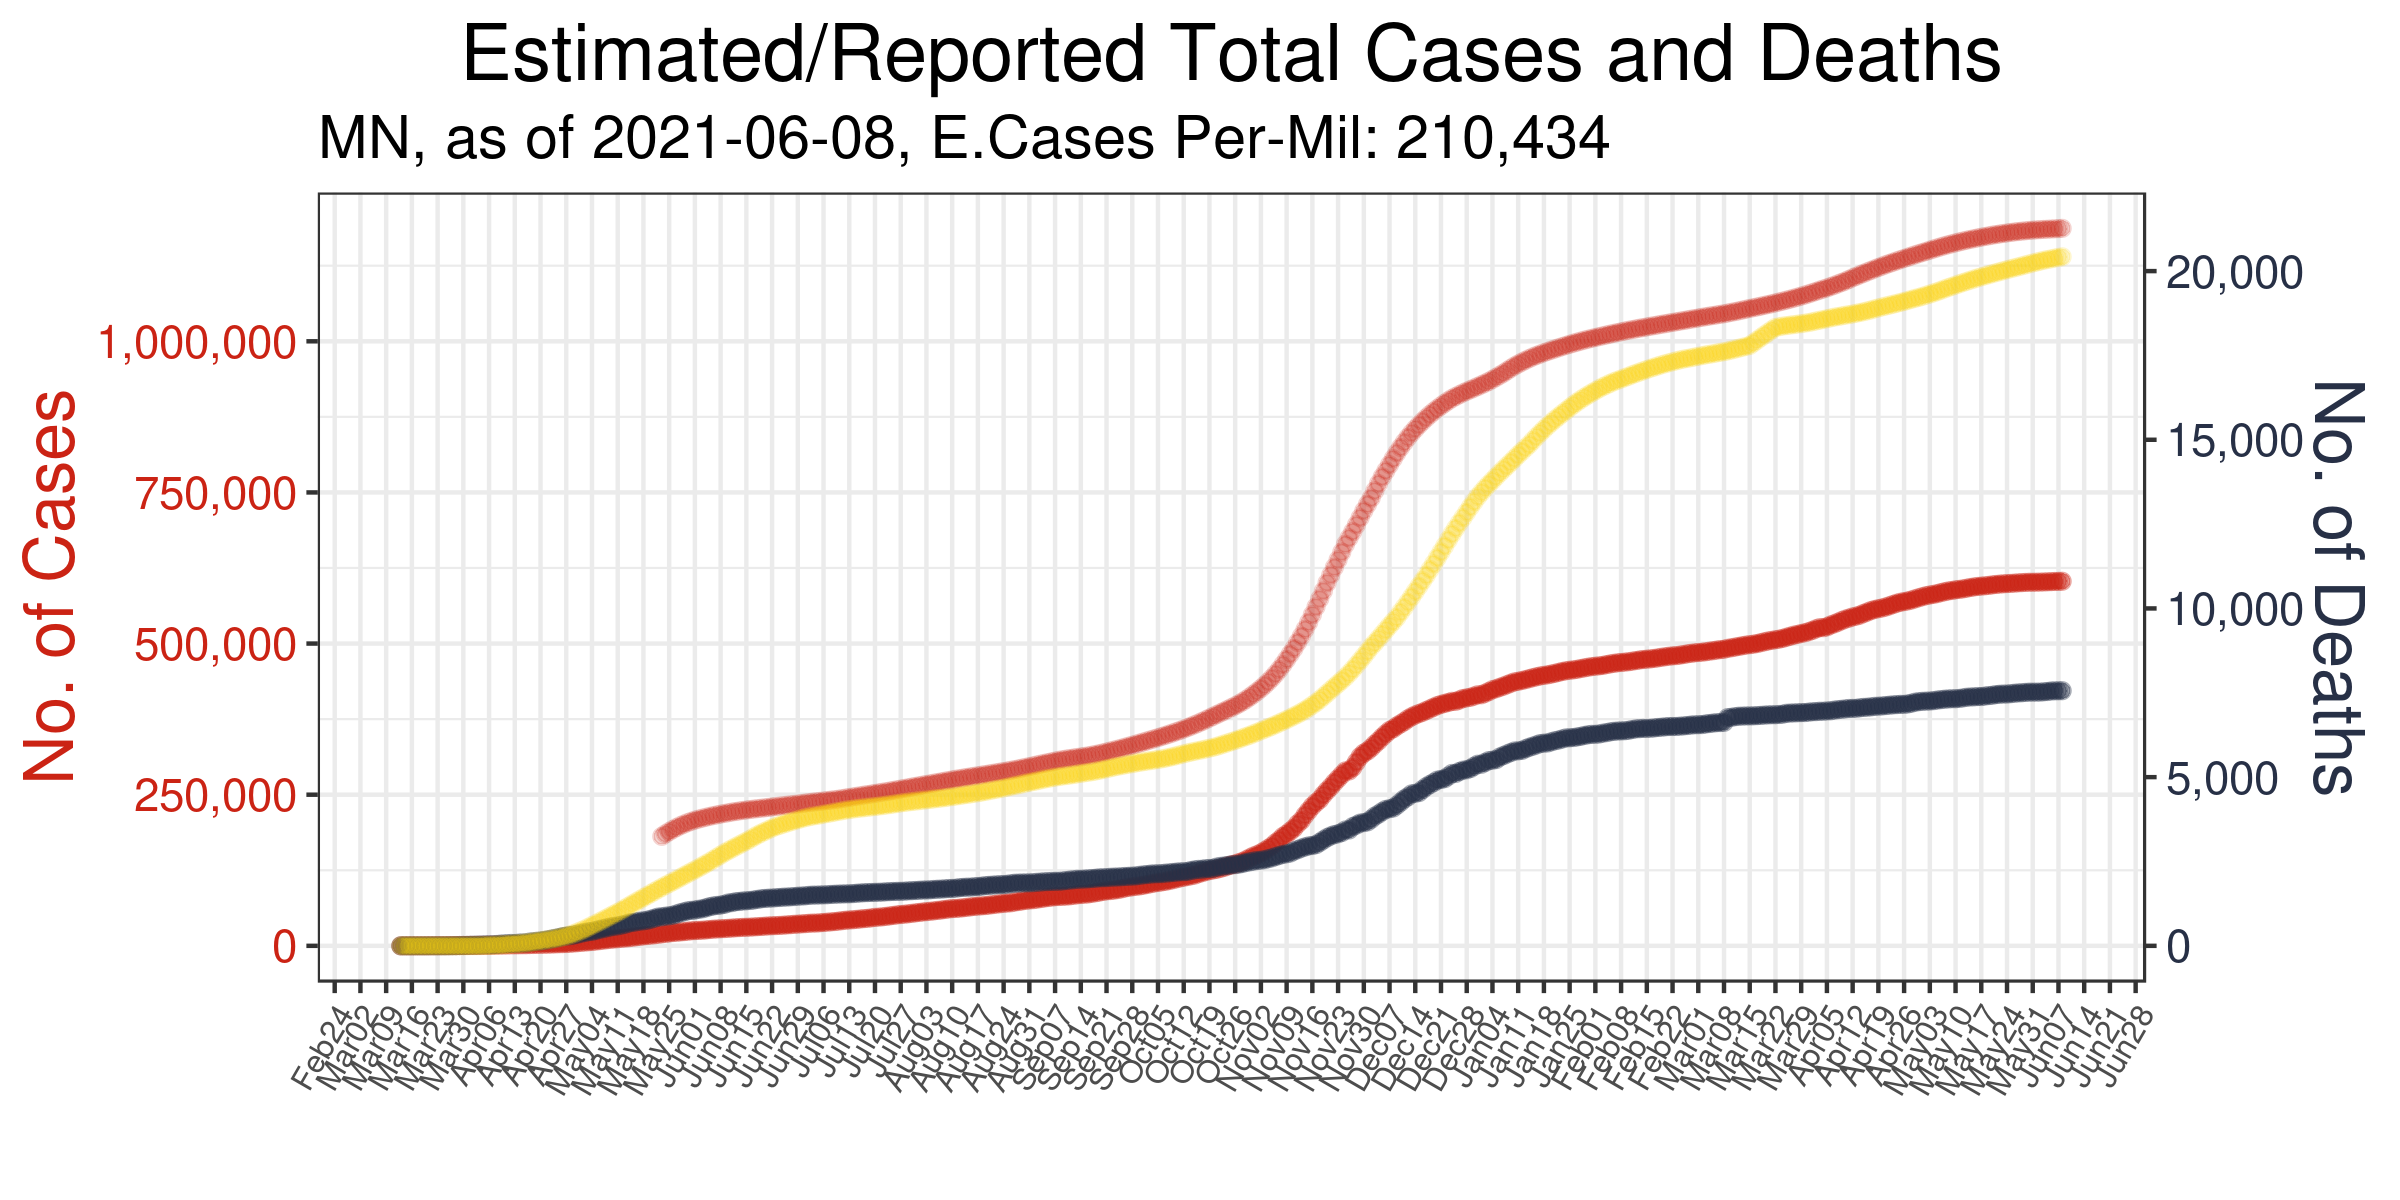 Estimated/Reported Total Cases and Deaths
MN, as of 2021-06-08, E.Cases Per-Mil: 210,434
No. of Cases
1,000,000
750,000
500,000
250,000
0
20,000
15,000
10,000
5,000
0
No. of Deaths
Feb24
Mar02
Mar09
Mar16
Mar23
Mar30
Apr06
Apr13
Apr20
Apr27
May04
May11
May18
May25
Jun01
Jun08
Jun15
Jun22
Jun29
Jul06
Jul13
Jul20
Jul27
Aug03
Aug10
Aug17
Aug24
Aug31
Sep07
Sep14
Sep21
Sep28
Oct05
Oct12
Oct19
Oct26
Nov02
Nov09
Nov16
Nov23
Nov30
Dec07
Dec14
Dec21
Dec28
Jan04
Jan11
Jan18
Jan25
Feb01
Feb08
Feb15
Feb22
Mar01
Mar08
Mar15
Mar22
Mar29
Apr05
Apr12
Apr19
Apr26
May03
May10
May17
May24
May31
Jun07
Jun14
Jun21
Jun28